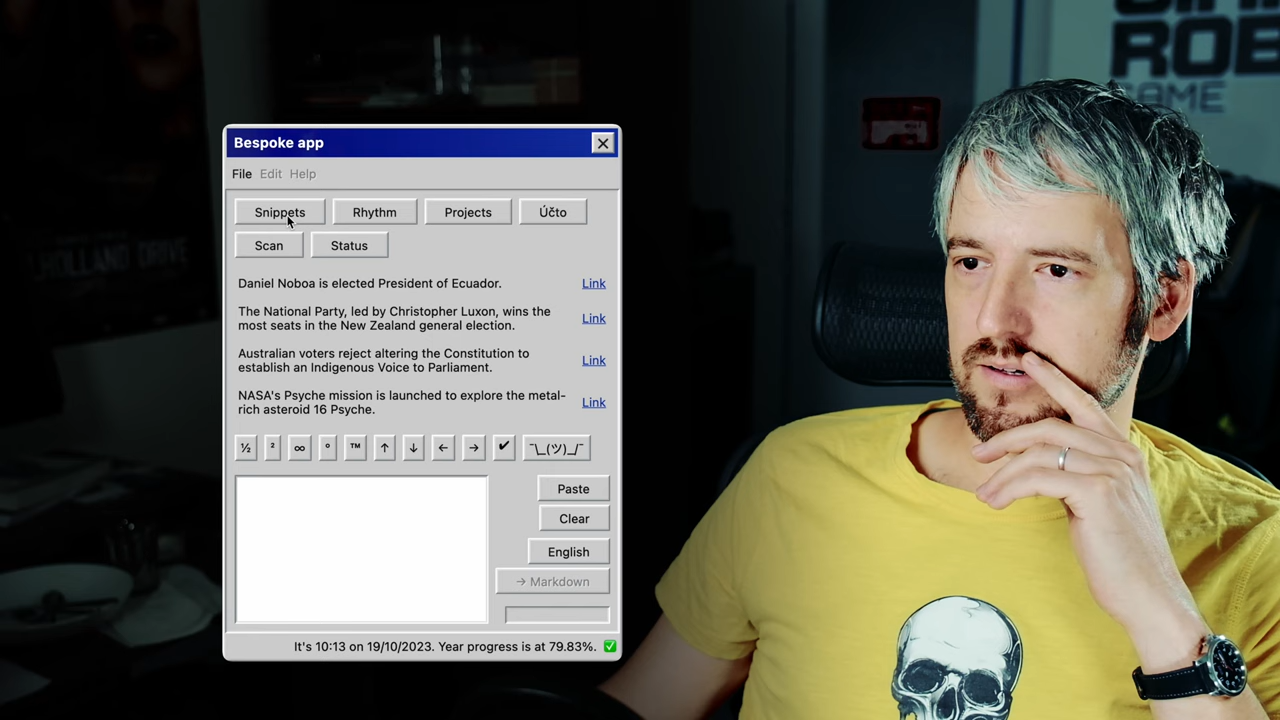 HOLLAND DRIVE
ROB
GAME
Bespoke app
File Edit Help
Snippets Rhythm Projects Účto
Scan Status
Daniel Noboa is elected President of Ecuador. Link
The National Party, led by Christopher Luxon, wins the
most seats in the New Zealand general election. Link
Australian voters reject altering the Constitution to
establish an Indigenous Voice to Parliament. Link
NASA's Psyche mission is launched to explore the metal-
rich asteroid 16 Psyche. Link
½ ² ∞ ° ™ ↑ ↓ ← → ✔ ¯\_(ツ)_/¯
Paste
Clear
English
→ Markdown
It's 10:13 on 19/10/2023. Year progress is at 79.83%. ✅